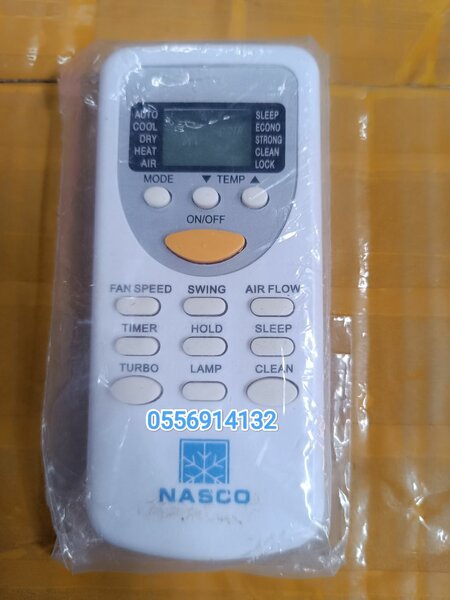 AUTO SLEEP
COOL ECONO
DRY STRONG
HEAT CLEAN
AIR LOCK
MODE ▼ TEMP ▲
ON/OFF
FAN SPEED SWING AIR FLOW
TIMER HOLD SLEEP
TURBO LAMP CLEAN
0556914132
NASCO